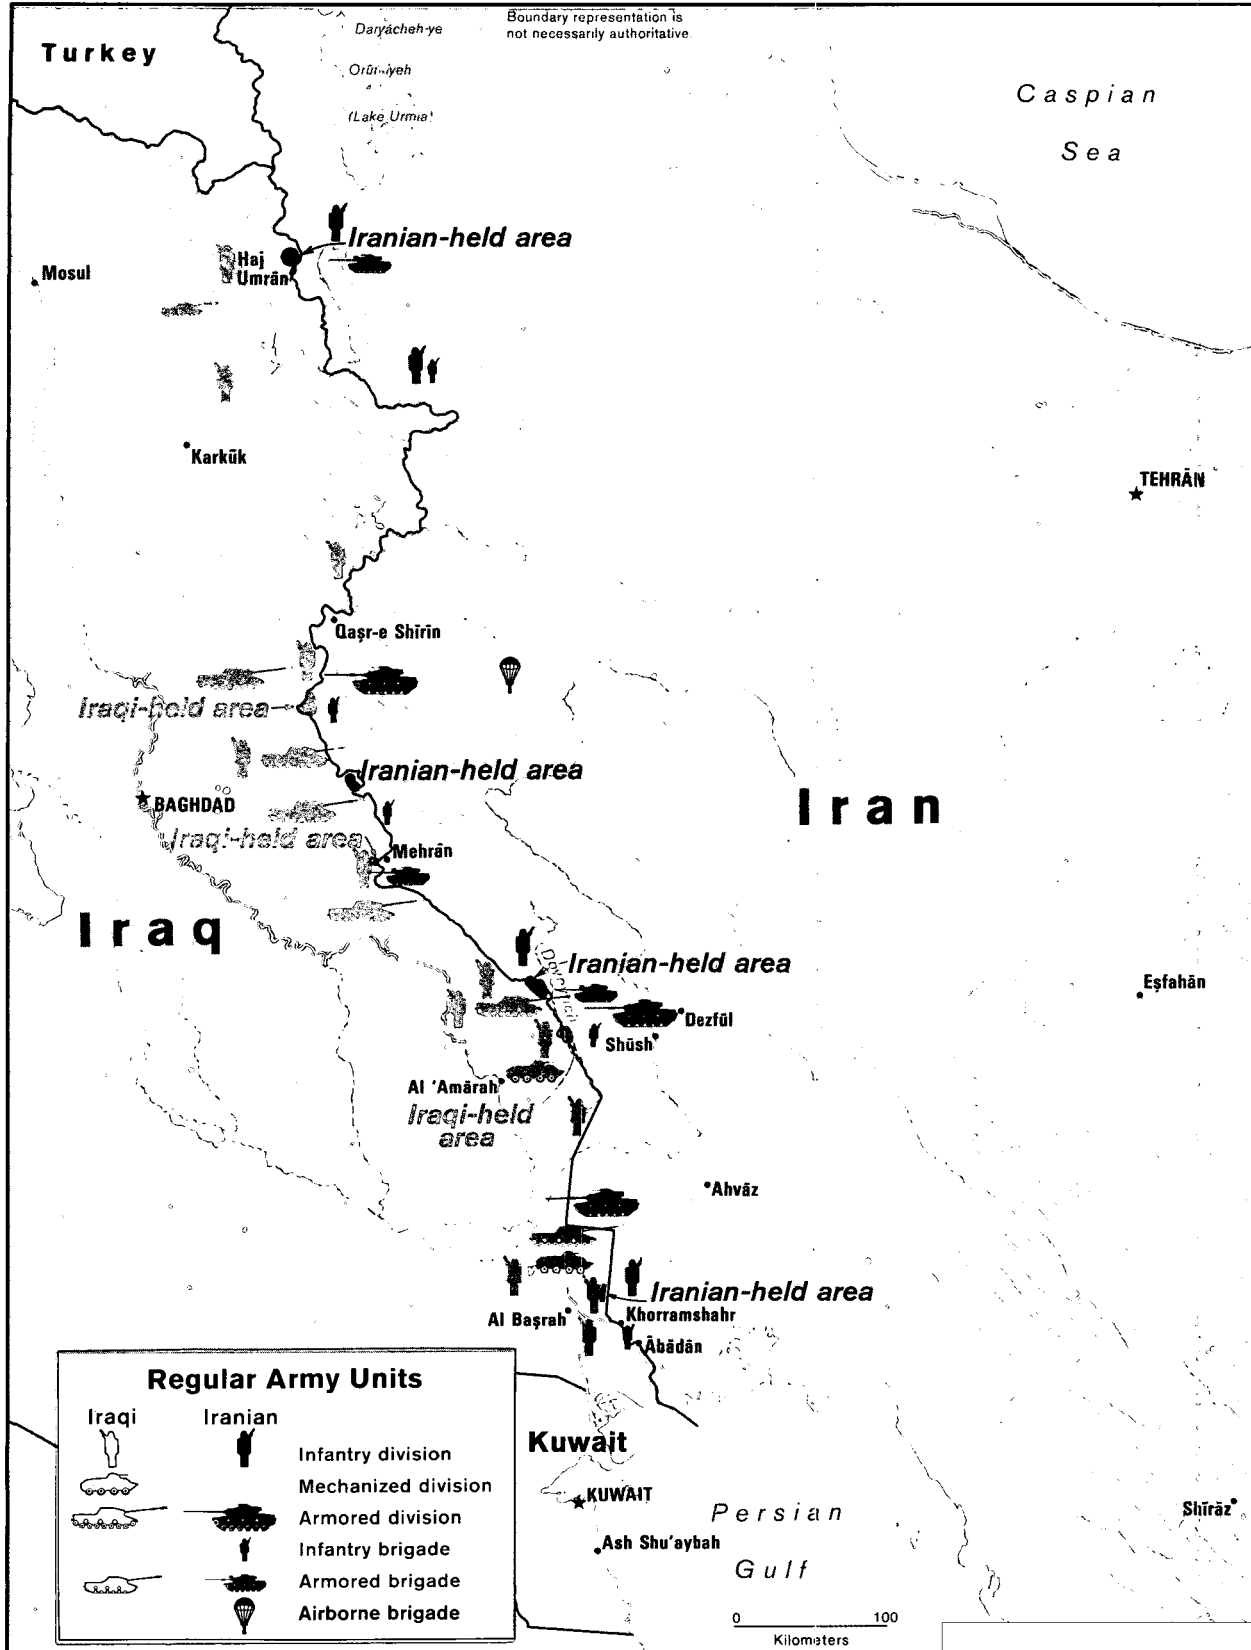 Boundary representation is
not necessarily authoritative
Turkey
Daryācheh-ye
Orūmīyeh
(Lake Urmia)
Caspian
Sea
Iranian-held area
Haj
Umrān
Mosul
Karkūk
TEHRĀN
Qaşr-e Shīrīn
Iraqi-held area
Iranian-held area
BAGHDAD
Iraqi-held area
Mehrān
Iran
Iraq
Iranian-held area
Eşfahān
Dezfūl
Shūsh
Al 'Amārah
Iraqi-held
area
Ahvāz
Iranian-held area
Al Başrah
Khorramshahr
Ābādān
Regular Army Units
Iraqi Iranian
Infantry division
Mechanized division
Armored division
Infantry brigade
Armored brigade
Airborne brigade
Kuwait
KUWAIT
Persian
Gulf
Ash Shu'aybah
Shīrāz
0 100
Kilometers